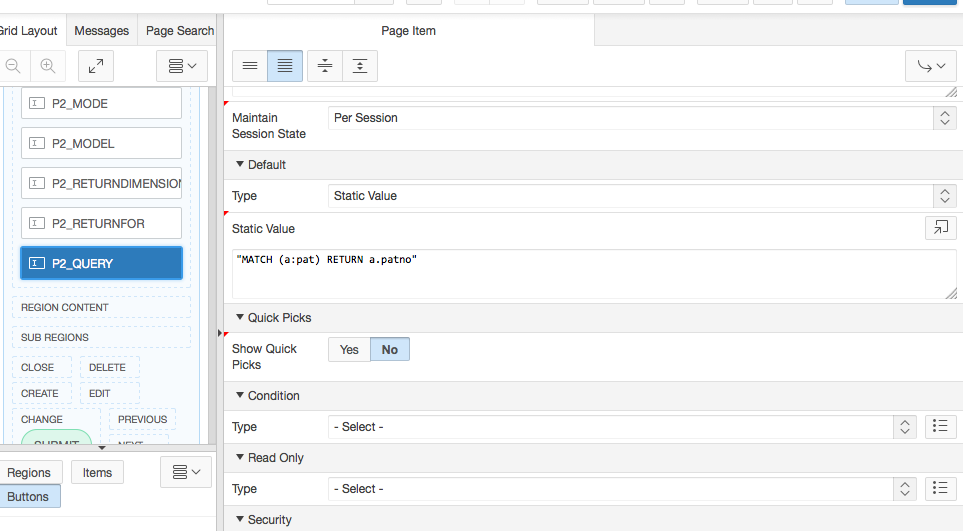 Grid Layout
Messages
Page Search
Page Item
P2_MODE
P2_MODEL
P2_RETURNDIMENSION
P2_RETURNFOR
P2_QUERY
REGION CONTENT
SUB REGIONS
CLOSE
DELETE
CREATE
EDIT
CHANGE
PREVIOUS
SUBMIT
NEXT
Regions
Items
Buttons
Maintain
Session State
Per Session
Default
Type
Static Value
Static Value
"MATCH (a:pat) RETURN a.patno"
Quick Picks
Show Quick
Picks
Yes
No
Condition
Type
- Select -
Read Only
Type
- Select -
Security